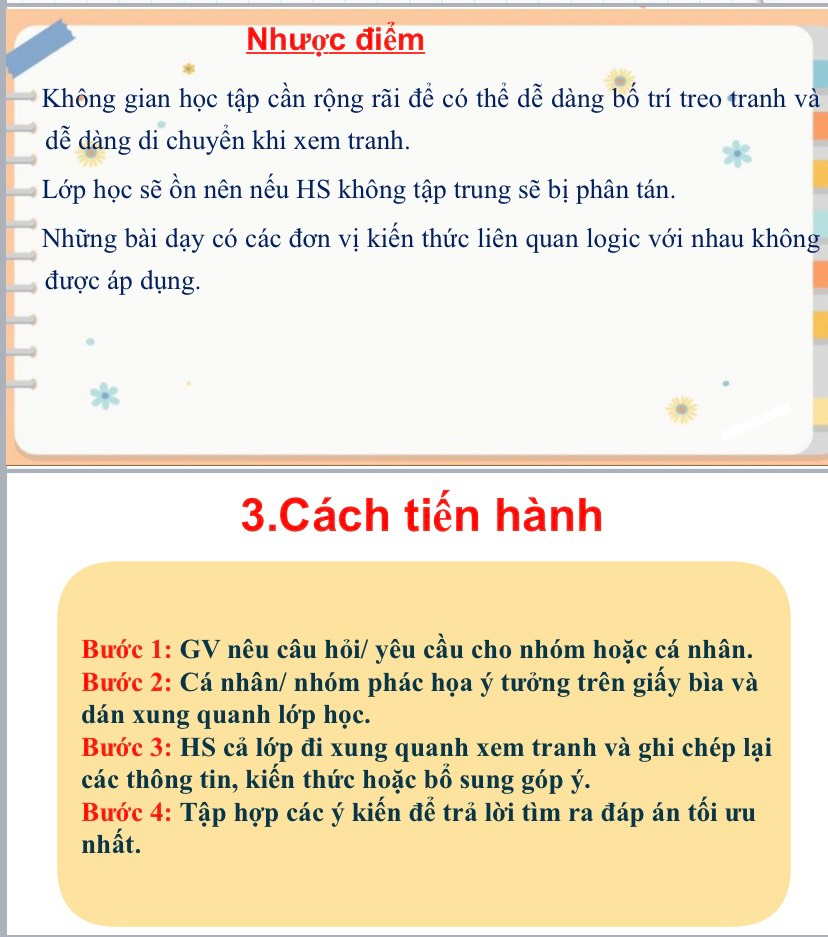 Nhược điểm
Không gian học tập cần rộng rãi để có thể dễ dàng bố trí treo tranh và
dễ dàng di chuyển khi xem tranh.
Lớp học sẽ ồn nên nếu HS không tập trung sẽ bị phân tán.
Những bài dạy có các đơn vị kiến thức liên quan logic với nhau không
được áp dụng.
3.Cách tiến hành
Bước 1: GV nêu câu hỏi/ yêu cầu cho nhóm hoặc cá nhân.
Bước 2: Cá nhân/ nhóm phác họa ý tưởng trên giấy bìa và
dán xung quanh lớp học.
Bước 3: HS cả lớp đi xung quanh xem tranh và ghi chép lại
các thông tin, kiến thức hoặc bổ sung góp ý.
Bước 4: Tập hợp các ý kiến để trả lời tìm ra đáp án tối ưu
nhất.